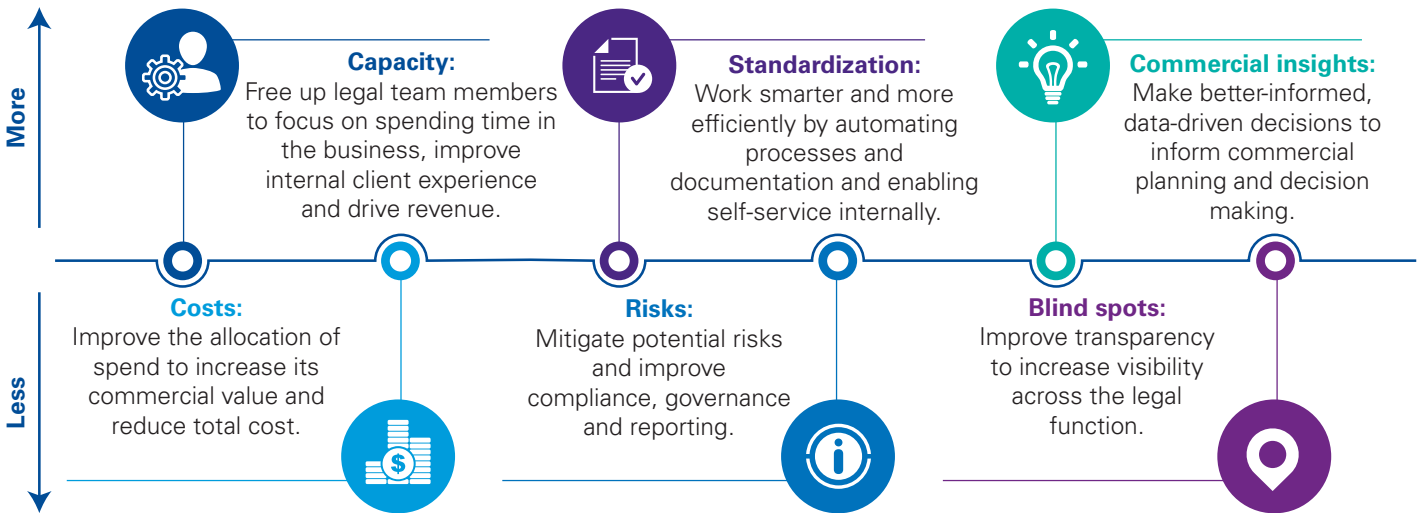 More
Capacity:
Free up legal team members
to focus on spending time in
the business, improve
internal client experience
and drive revenue.
Standardization:
Work smarter and more
efficiently by automating
processes and
documentation and enabling
self-service internally.
Commercial insights:
Make better-informed,
data-driven decisions to
inform commercial
planning and decision
making.
Less
Costs:
Improve the allocation of
spend to increase its
commercial value and
reduce total cost.
$
Risks:
Mitigate potential risks
and improve
compliance, governance
and reporting.
i
Blind spots:
Improve transparency
to increase visibility
across the legal
function.